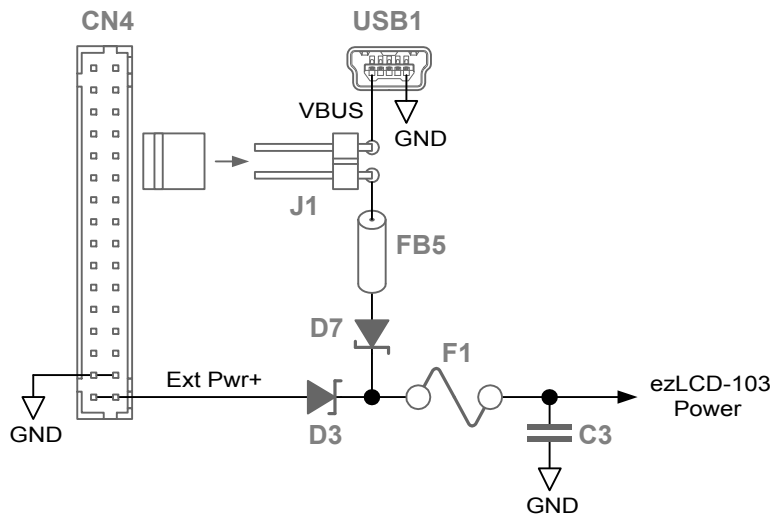 CN4
USB1
VBUS
GND
J1
FB5
D7
F1
Ext Pwr+
ezLCD-103
Power
GND
D3
C3
GND